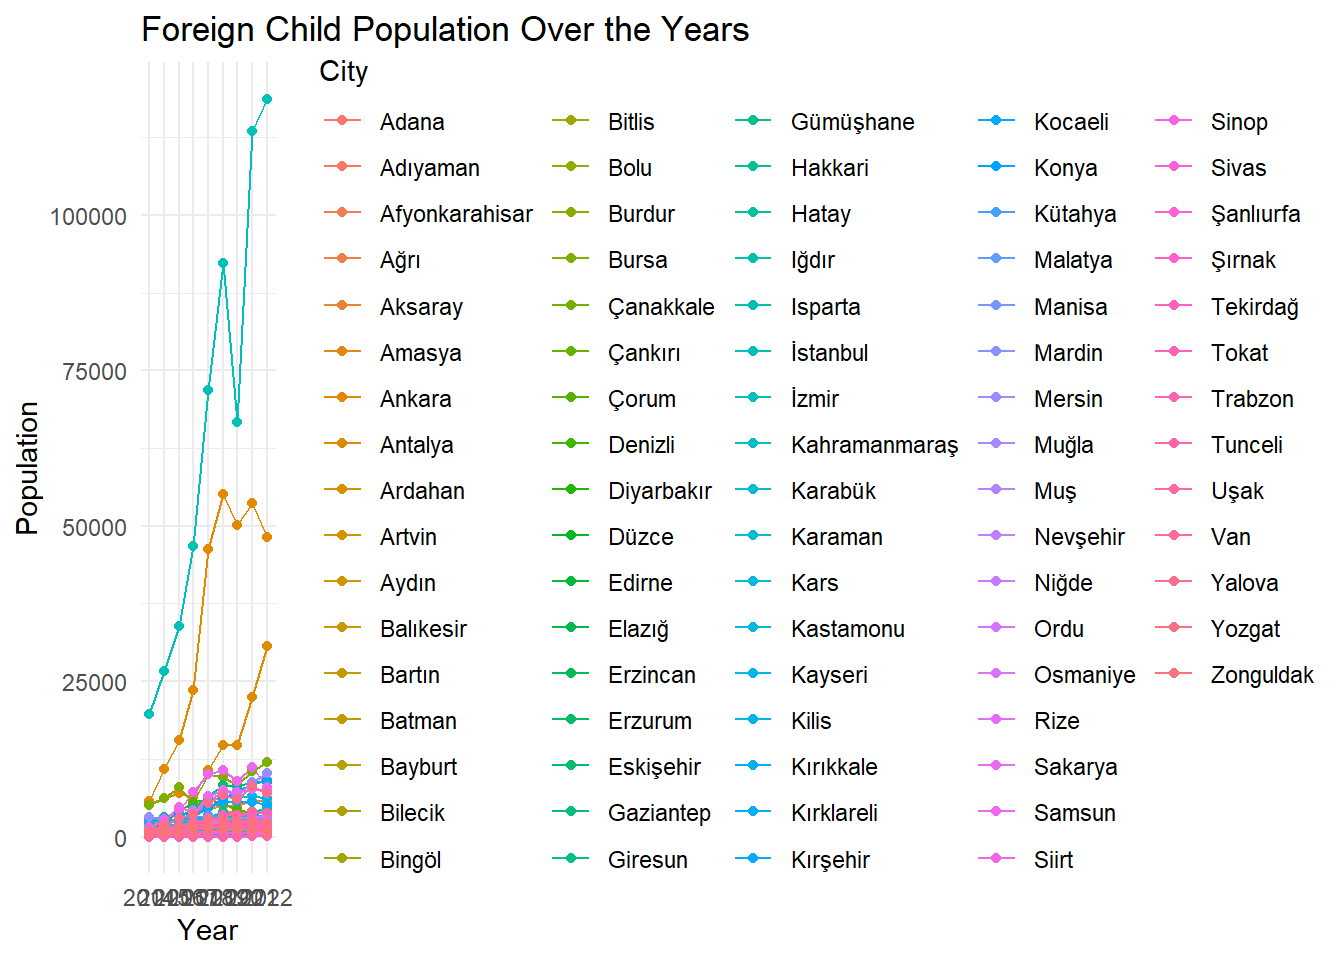 Foreign Child Population Over the Years
City
Adana
Adıyaman
Afyonkarahisar
Ağrı
Aksaray
Amasya
Ankara
Antalya
Ardahan
Artvin
Aydın
Balıkesir
Bartın
Batman
Bayburt
Bilecik
Bingöl
Bitlis
Bolu
Burdur
Bursa
Çanakkale
Çankırı
Çorum
Denizli
Diyarbakır
Düzce
Edirne
Elazığ
Erzincan
Erzurum
Eskişehir
Gaziantep
Giresun
Gümüşhane
Hakkari
Hatay
Iğdır
Isparta
İstanbul
İzmir
Kahramanmaraş
Karabük
Karaman
Kars
Kastamonu
Kayseri
Kilis
Kırıkkale
Kırklareli
Kırşehir
Kocaeli
Konya
Kütahya
Malatya
Manisa
Mardin
Mersin
Muğla
Muş
Nevşehir
Niğde
Ordu
Osmaniye
Rize
Sakarya
Samsun
Siirt
Sinop
Sivas
Şanlıurfa
Şırnak
Tekirdağ
Tokat
Trabzon
Tunceli
Uşak
Van
Yalova
Yozgat
Zonguldak
Population
100000
75000
50000
25000
0
Year